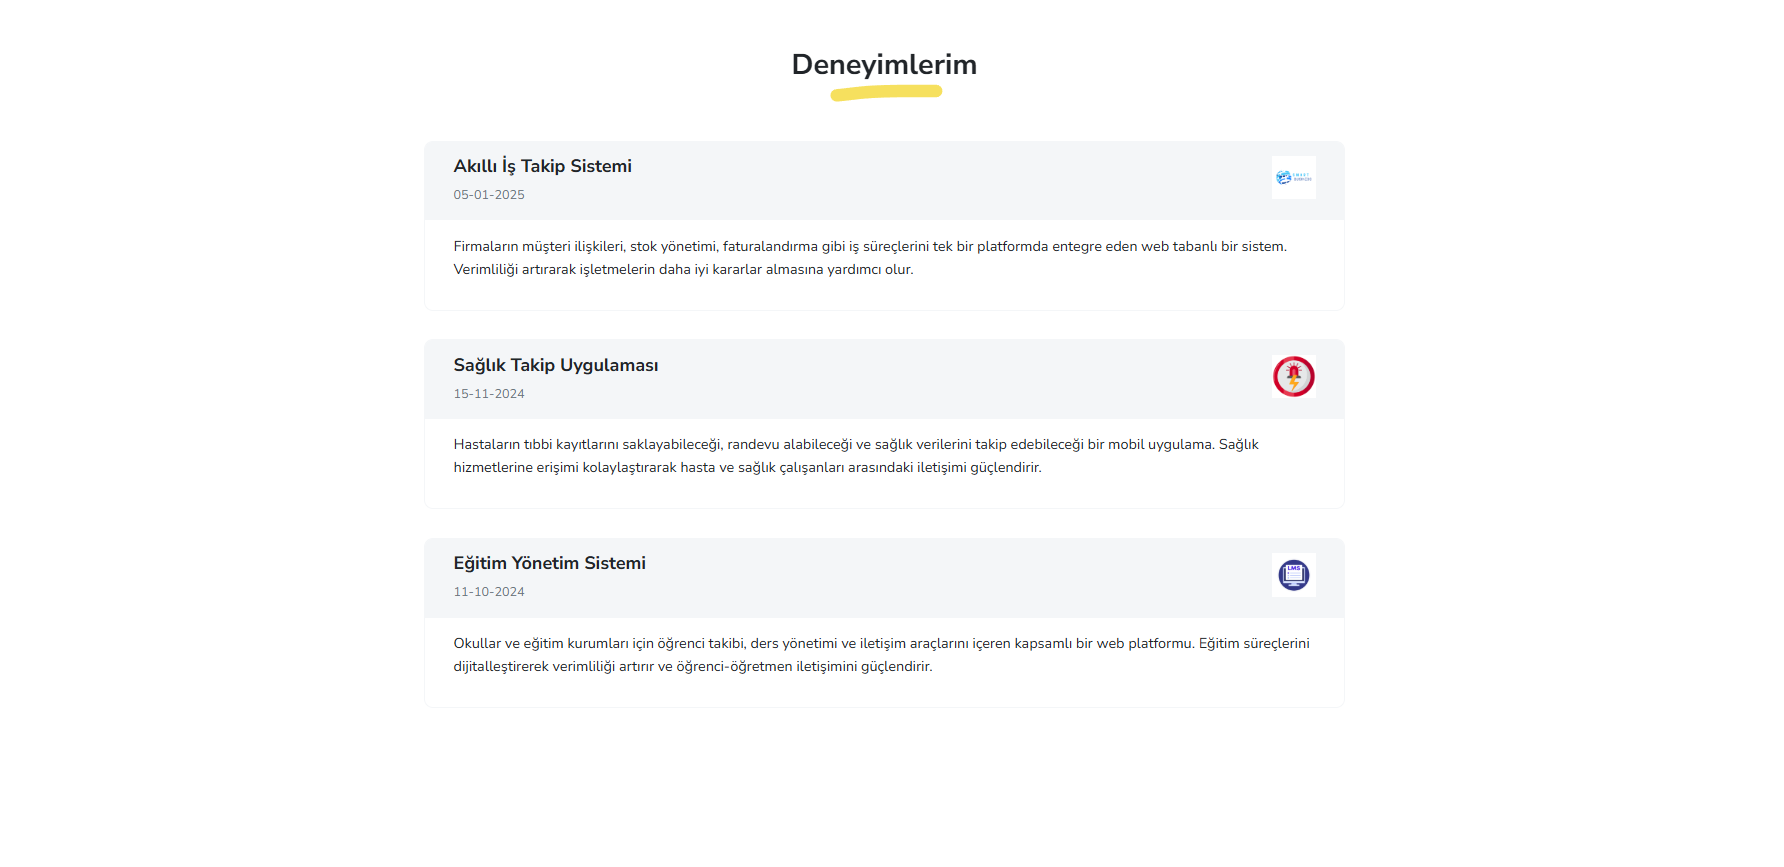 Deneyimlerim
Akıllı İş Takip Sistemi
05-01-2025
Firmaların müşteri ilişkileri, stok yönetimi, faturalandırma gibi iş süreçlerini tek bir platformda entegre eden web tabanlı bir sistem.
Verimliliği artırarak işletmelerin daha iyi kararlar almasına yardımcı olur.
Sağlık Takip Uygulaması
15-11-2024
Hastaların tıbbi kayıtlarını saklayabileceği, randevu alabileceği ve sağlık verilerini takip edebileceği bir mobil uygulama. Sağlık
hizmetlerine erişimi kolaylaştırarak hasta ve sağlık çalışanları arasındaki iletişimi güçlendirir.
Eğitim Yönetim Sistemi
11-10-2024
LMS
Okullar ve eğitim kurumları için öğrenci takibi, ders yönetimi ve iletişim araçlarını içeren kapsamlı bir web platformu. Eğitim süreçlerini
dijitalleştirerek verimliliği artırır ve öğrenci-öğretmen iletişimini güçlendirir.